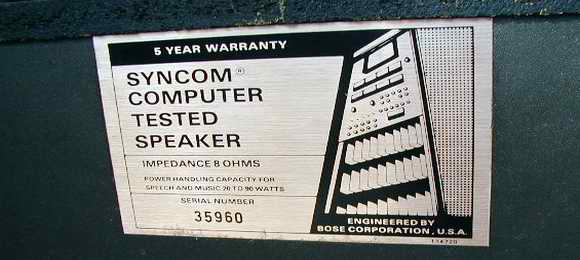 5 YEAR WARRANTY
SYNCOM®
COMPUTER
TESTED
SPEAKER
IMPEDANCE 8 OHMS
POWER HANDLING CAPACITY FOR
SPEECH AND MUSIC 20 TO 90 WATTS
SERIAL NUMBER
35960
ENGINEERED BY
BOSE CORPORATION, U.S.A.